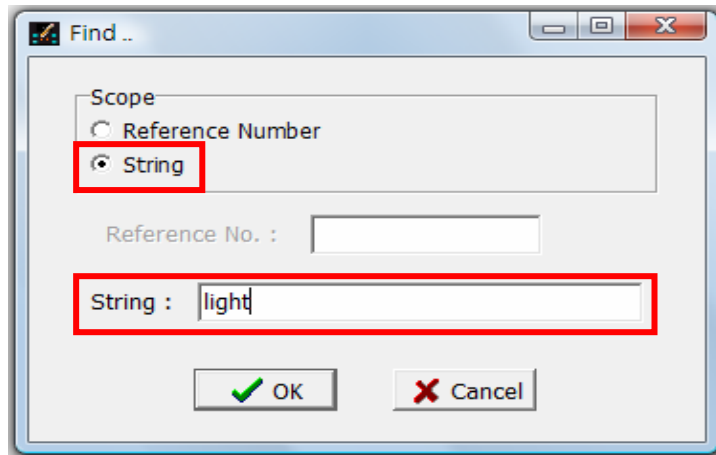 Find ..
Scope
Reference Number
String
Reference No. :
String : light
OK Cancel